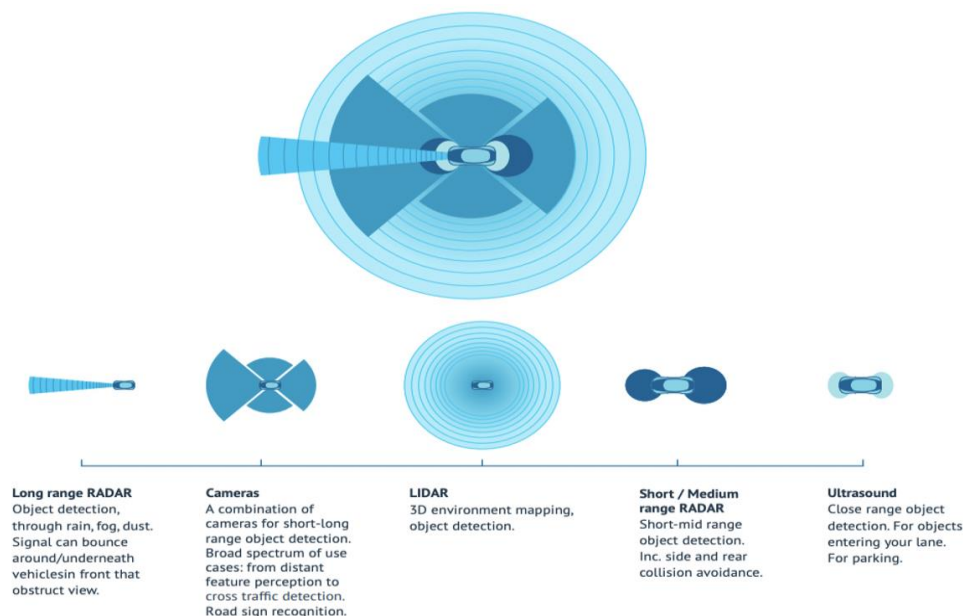 Long range RADAR
Object detection,
through rain, fog, dust.
Signal can bounce
around/underneath
vehiclesin front that
obstruct view.
Cameras
A combination of
cameras for short-long
range object detection.
Broad spectrum of use
cases: from distant
feature perception to
cross traffic detection.
Road sign recognition.
LIDAR
3D environment mapping,
object detection.
Short / Medium
range RADAR
Short-mid range
object detection.
Inc. side and rear
collision avoidance.
Ultrasound
Close range object
detection. For objects
entering your lane.
For parking.